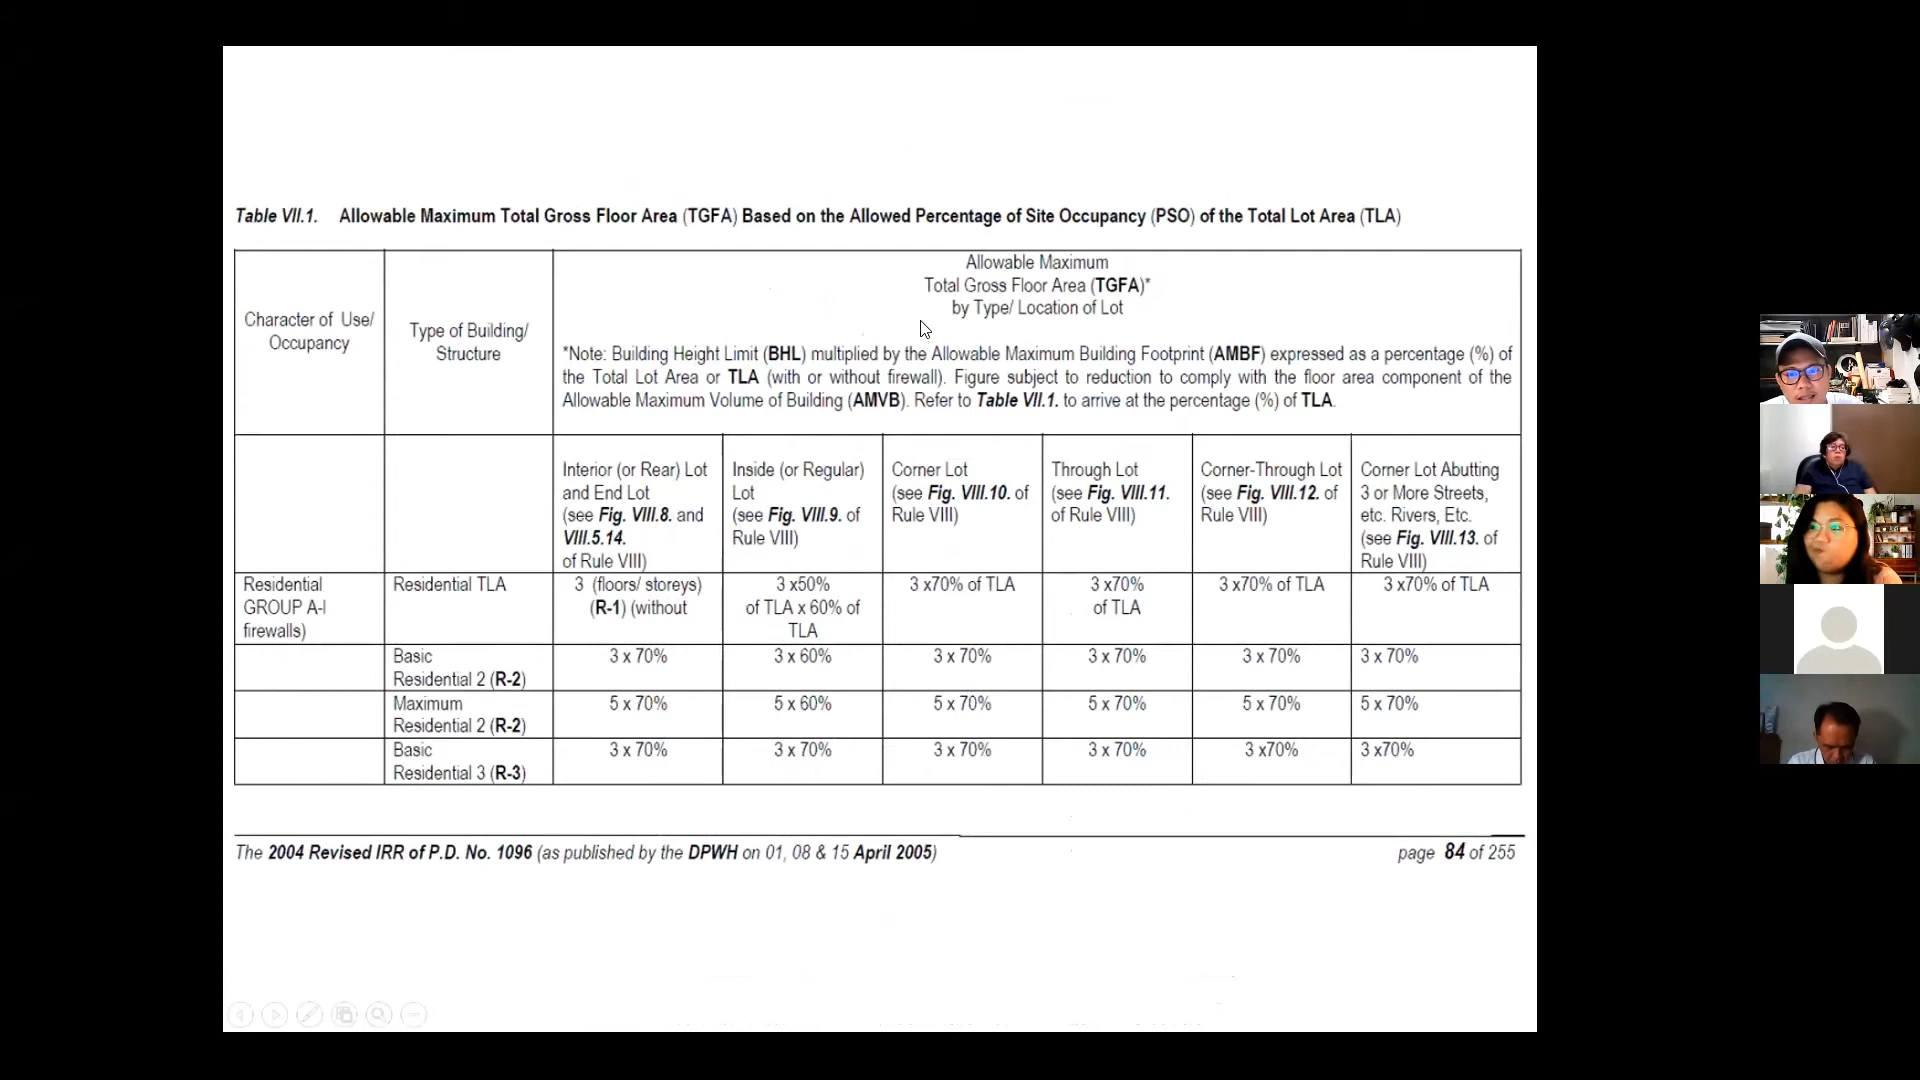 Table VII.1. Allowable Maximum Total Gross Floor Area (TGFA) Based on the Allowed Percentage of Site Occupancy (PSO) of the Total Lot Area (TLA)
Character of Use/
Occupancy
Type of Building/
Structure
Allowable Maximum
Total Gross Floor Area (TGFA)*
by Type/ Location of Lot
*Note: Building Height Limit (BHL) multiplied by the Allowable Maximum Building Footprint (AMBF) expressed as a percentage (%) of
the Total Lot Area or TLA (with or without firewall). Figure subject to reduction to comply with the floor area component of the
Allowable Maximum Volume of Building (AMVB). Refer to Table VII.1. to arrive at the percentage (%) of TLA.
Interior (or Rear) Lot
and End Lot
(see Fig. VIII.8. and
VIII.5.14.
of Rule VIII)
Inside (or Regular)
Lot
(see Fig. VIII.9. of
Rule VIII)
Corner Lot
(see Fig. VIII.10. of
Rule VIII)
Through Lot
(see Fig. VIII.11.
of Rule VIII)
Corner-Through Lot
(see Fig. VIII.12. of
Rule VIII)
Corner Lot Abutting
3 or More Streets,
etc. Rivers, Etc.
(see Fig. VIII.13. of
Rule VIII)
Residential
GROUP A-I
firewalls)
Residential TLA
3 (floors/ storeys)
(R-1) (without
3 x50%
of TLA x 60% of
TLA
3 x70% of TLA
3 x70%
of TLA
3 x70% of TLA
3 x70% of TLA
Basic
Residential 2 (R-2)
3 x 70%
3 x 60%
3 x 70%
3 x 70%
3 x 70%
3 x 70%
Maximum
Residential 2 (R-2)
5 x 70%
5 x 60%
5 x 70%
5 x 70%
5 x 70%
5 x 70%
Basic
Residential 3 (R-3)
3 x 70%
3 x 70%
3 x 70%
3 x 70%
3 x70%
3 x70%
The 2004 Revised IRR of P.D. No. 1096 (as published by the DPWH on 01, 08 & 15 April 2005)
page 84 of 255